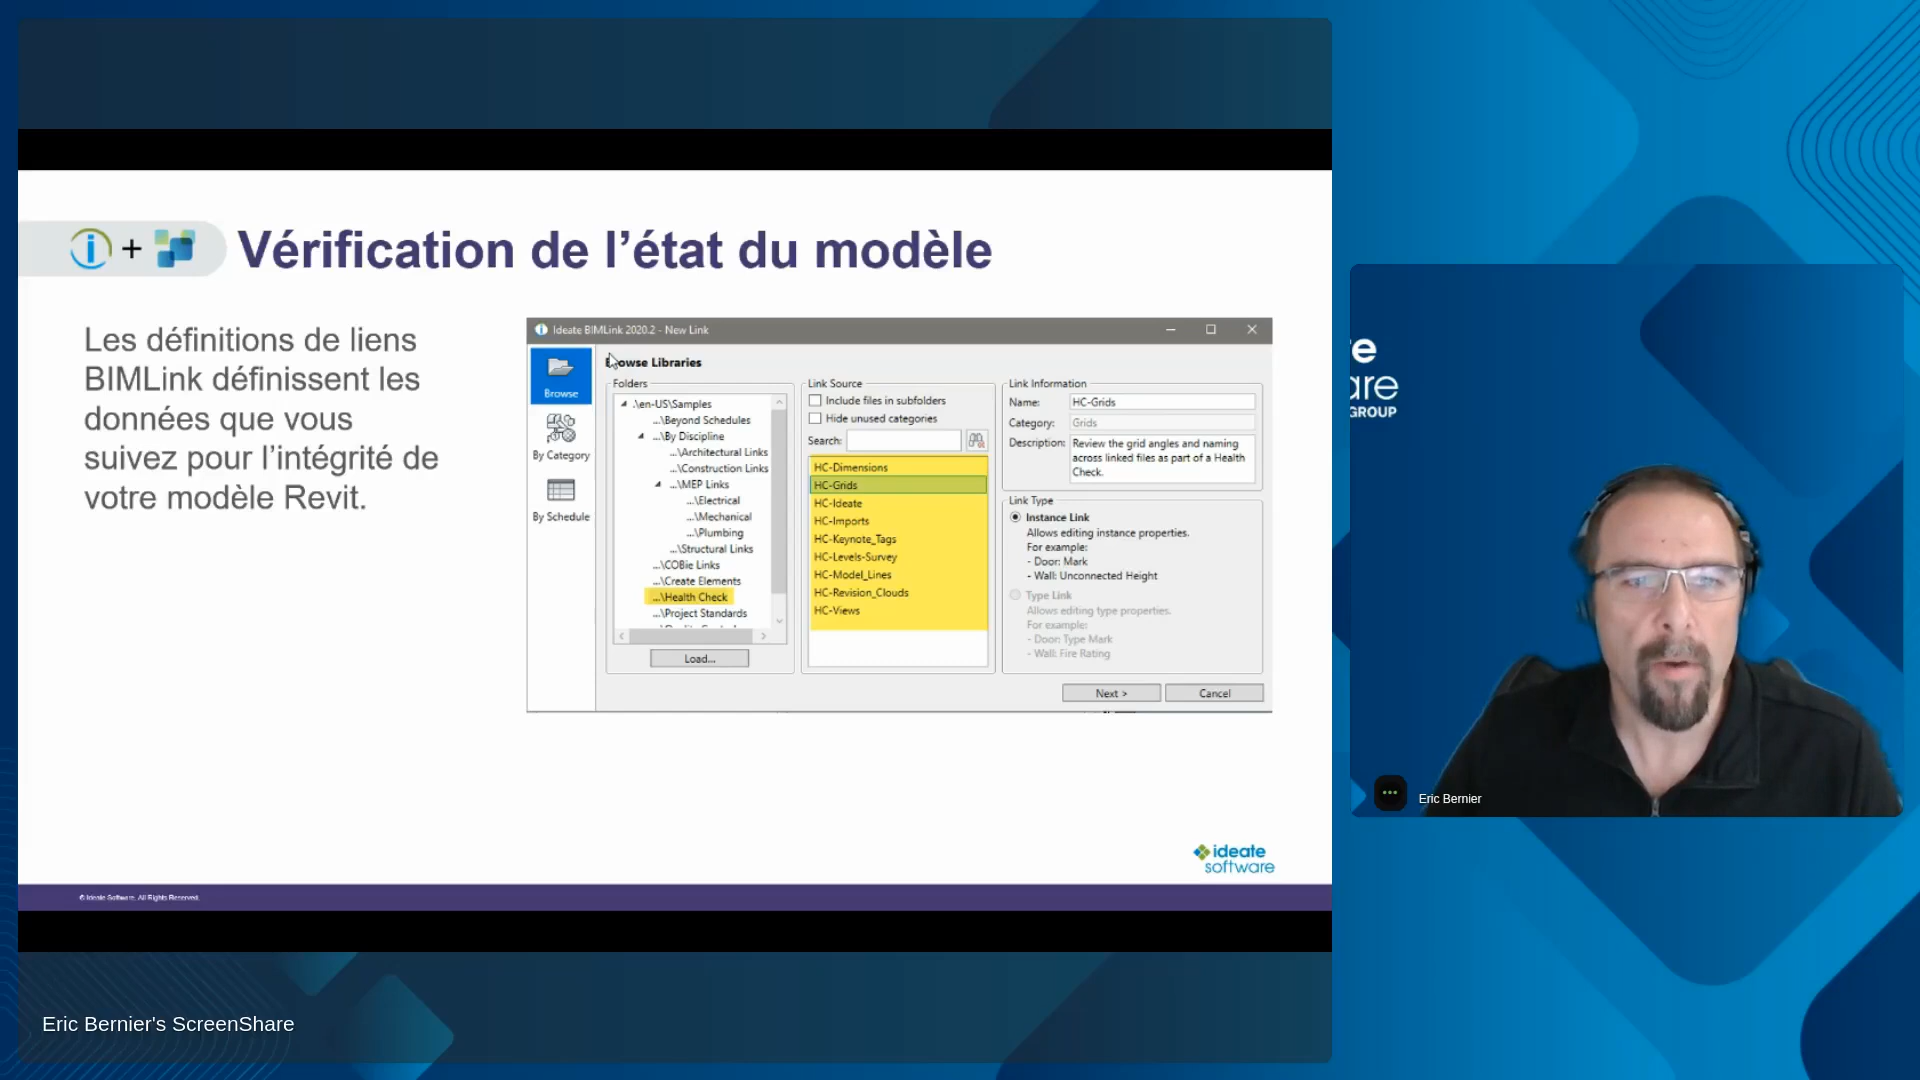 i + Vérification de l’état du modèle
Les définitions de liens
BIMLink définissent les
données que vous
suivez pour l’intégrité de
votre modèle Revit.
Ideate BIMLink 2020.2 - New Link
Browse
By Category
By Schedule
Browse Libraries
Folders
.\en-US\Samples
...\Beyond Schedules
...\By Discipline
...\Architectural Links
...\Construction Links
...\MEP Links
...\Electrical
...\Mechanical
...\Plumbing
...\Structural Links
...\COBie Links
...\Create Elements
...\Health Check
...\Project Standards
Load...
Link Source
Include files in subfolders
Hide unused categories
Search:
HC-Dimensions
HC-Grids
HC-Ideate
HC-Imports
HC-Keynote_Tags
HC-Levels-Survey
HC-Model_Lines
HC-Revision_Clouds
HC-Views
Link Information
Name: HC-Grids
Category: Grids
Description: Review the grid angles and naming
across linked files as part of a Health
Check.
Link Type
Instance Link
Allows editing instance properties.
For example:
- Door: Mark
- Wall: Unconnected Height
Type Link
Allows editing type properties.
For example:
- Door: Type Mark
- Wall: Fire Rating
Next >
Cancel
ideate
software
© Ideate Software. All Rights Reserved.
e
are
GROUP
Eric Bernier
Eric Bernier's ScreenShare